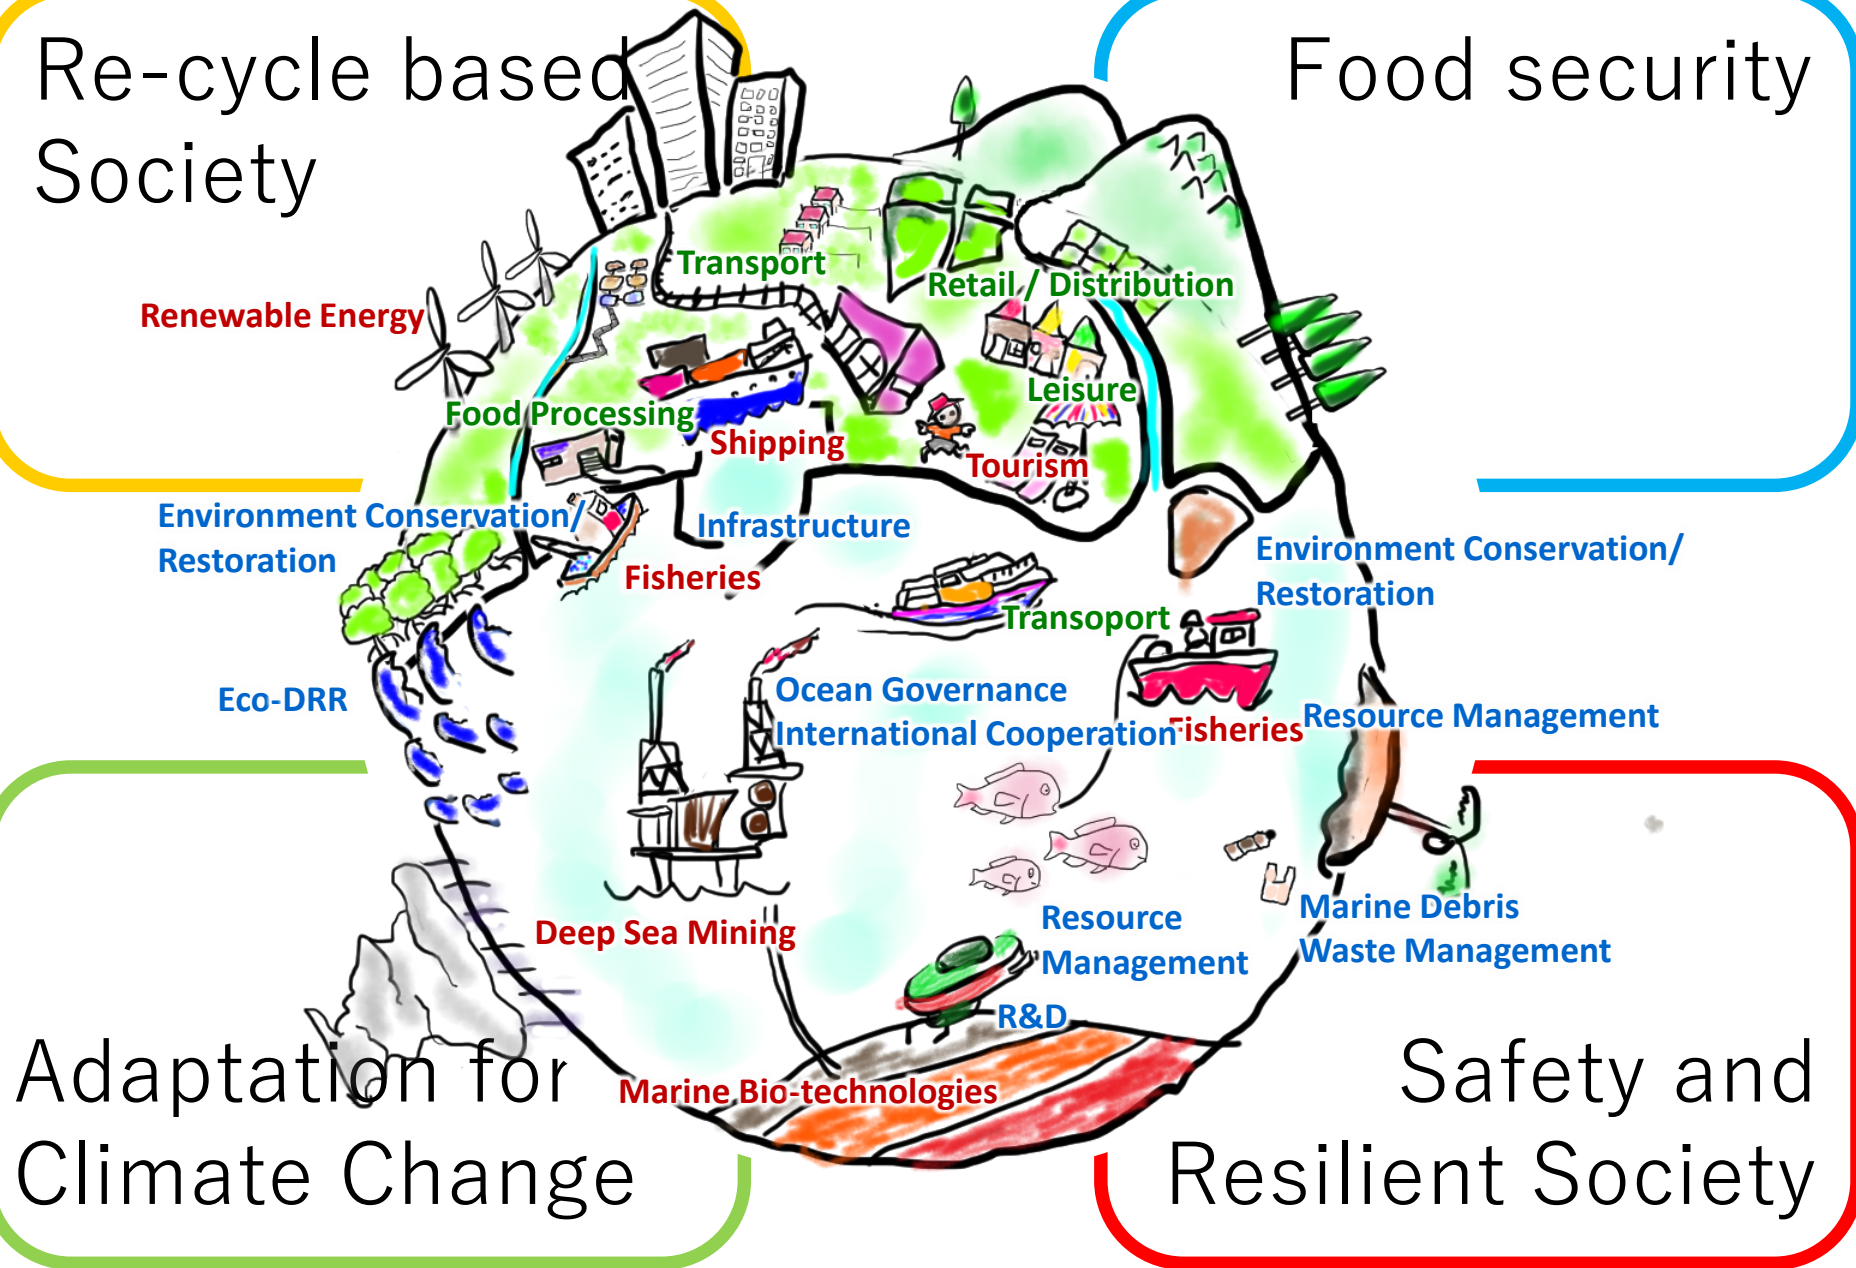 Re-cycle based
Society
Food security
Transport
Retail / Distribution
Renewable Energy
Leisure
Food Processing
Shipping
Tourism
Environment Conservation/
Restoration
Infrastructure
Environment Conservation/
Restoration
Fisheries
Transoport
Eco-DRR
Ocean Governance
International Cooperation
Fisheries
Resource Management
Deep Sea Mining
Resource
Management
Marine Debris
Waste Management
R&D
Marine Bio-technologies
Adaptation for
Climate Change
Safety and
Resilient Society